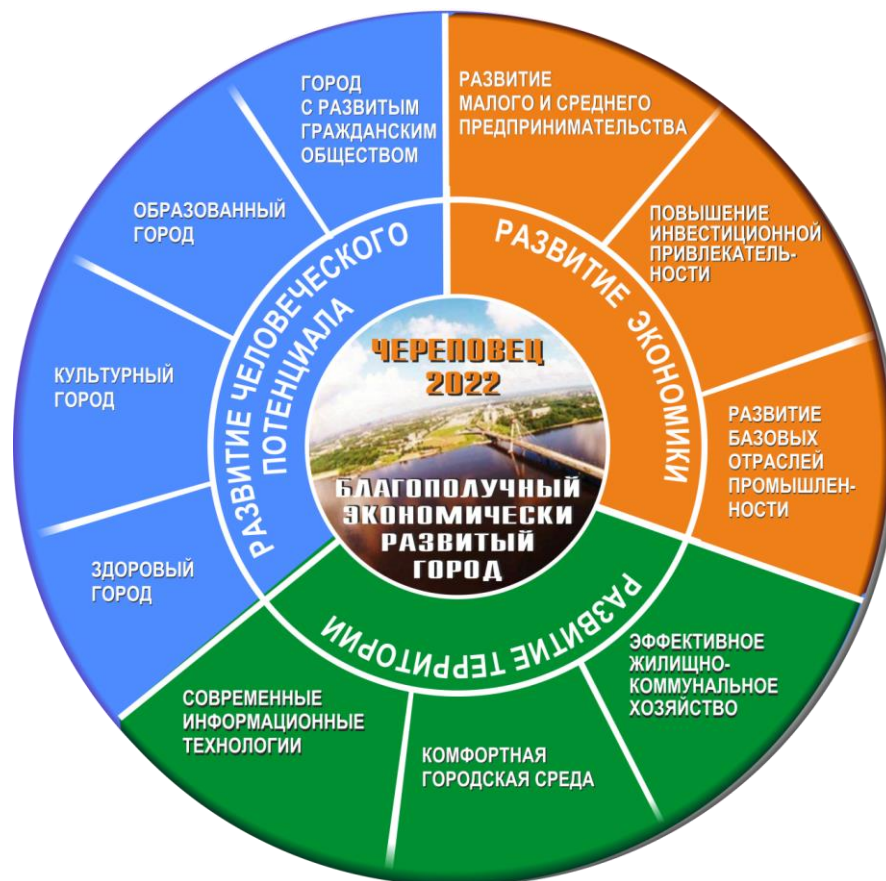 ГОРОД
С РАЗВИТЫМ
ГРАЖДАНСКИМ
ОБЩЕСТВОМ
РАЗВИТИЕ
МАЛОГО И СРЕДНЕГО
ПРЕДПРИНИМАТЕЛЬСТВА
ОБРАЗОВАННЫЙ
ГОРОД
ПОВЫШЕНИЕ
ИНВЕСТИЦИОННОЙ
ПРИВЛЕКАТЕЛЬ-
НОСТИ
РАЗВИТИЕ ЧЕЛОВЕЧЕСКОГО
ПОТЕНЦИАЛА
РАЗВИТИЕ ЭКОНОМИКИ
ЧЕРЕПОВЕЦ
2022
БЛАГОПОЛУЧНЫЙ
ЭКОНОМИЧЕСКИ
РАЗВИТЫЙ
ГОРОД
КУЛЬТУРНЫЙ
ГОРОД
РАЗВИТИЕ
БАЗОВЫХ
ОТРАСЛЕЙ
ПРОМЫШЛЕН-
НОСТИ
ЗДОРОВЫЙ
ГОРОД
РАЗВИТИЕ ТЕРРИТОРИИ
СОВРЕМЕННЫЕ
ИНФОРМАЦИОННЫЕ
ТЕХНОЛОГИИ
КОМФОРТНАЯ
ГОРОДСКАЯ СРЕДА
ЭФФЕКТИВНОЕ
ЖИЛИЩНО-
КОММУНАЛЬНОЕ
ХОЗЯЙСТВО